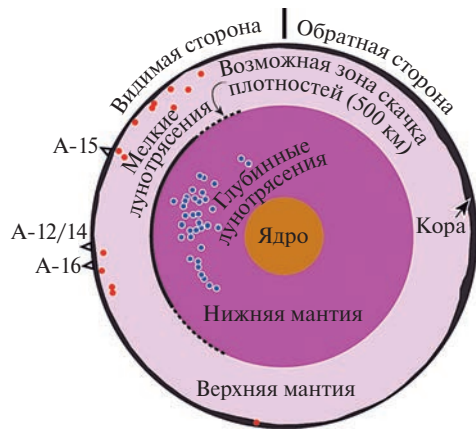 Видимая сторона
Обратная сторона
Возможная зона скачка
плотностей (500 км)
Мелкие
лунотрясения
A-15
Глубинные
лунотрясения
A-12/14
A-16
Ядро
Кора
Нижняя мантия
Верхняя мантия